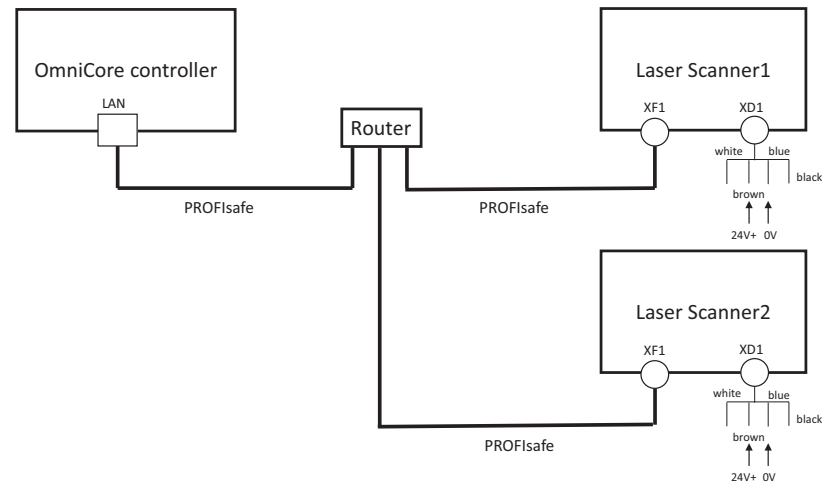 OmniCore controller
LAN
Router
PROFIsafe
PROFIsafe
Laser Scanner1
XF1
XD1
white
blue
black
brown
24V+ 0V
Laser Scanner2
XF1
XD1
white
blue
black
brown
24V+ 0V
PROFIsafe